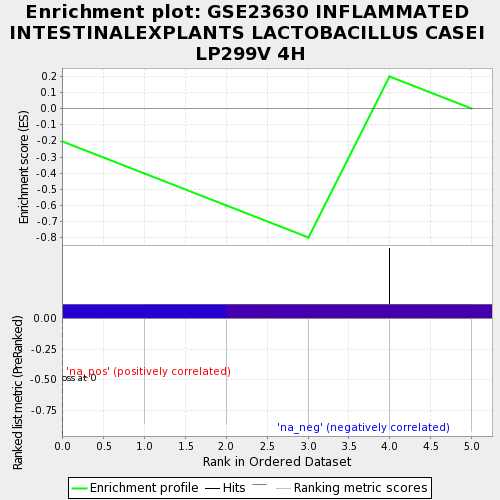 Enrichment plot: GSE23630 INFLAMMATED
INTESTINALEXPLANTS LACTOBACILLUS CASEI
LP299V 4H
Enrichment score (ES)
0.2
0.1
0.0
-0.1
-0.2
-0.3
-0.4
-0.5
-0.6
-0.7
-0.8
Ranked list metric (PreRanked)
0.00
-0.25
-0.50
-0.75
'na_pos' (positively correlated)
at 0
'na_neg' (negatively correlated)
0.0 0.5 1.0 1.5 2.0 2.5 3.0 3.5 4.0 4.5 5.0
Rank in Ordered Dataset
Enrichment profile Hits Ranking metric scores